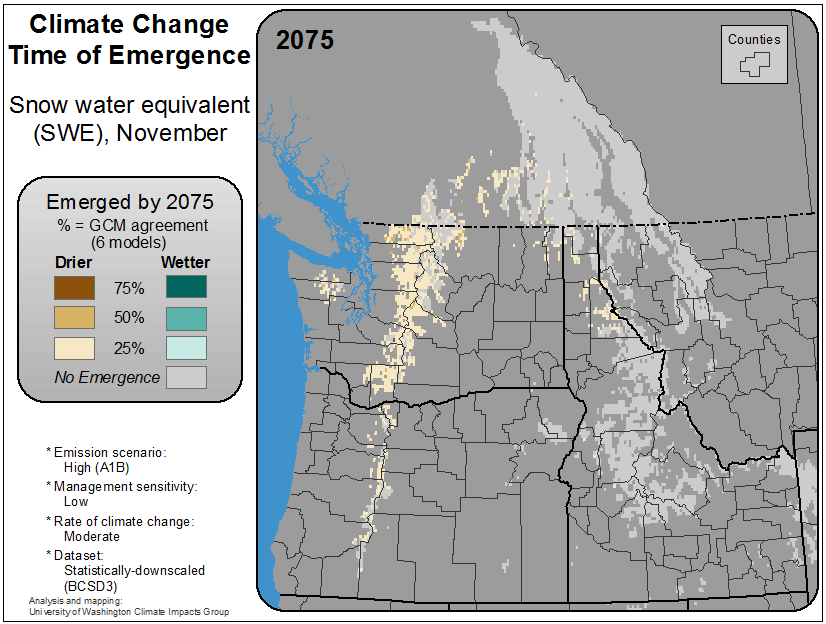 Climate Change
Time of Emergence
Snow water equivalent
(SWE), November
Emerged by 2075
% = GCM agreement
(6 models)
Drier Wetter
75%
50%
25%
No Emergence
* Emission scenario:
High (A1B)
* Management sensitivity:
Low
* Rate of climate change:
Moderate
* Dataset:
Statistically-downscaled
(BCSD3)
Analysis and mapping:
University of Washington Climate Impacts Group
2075
Counties